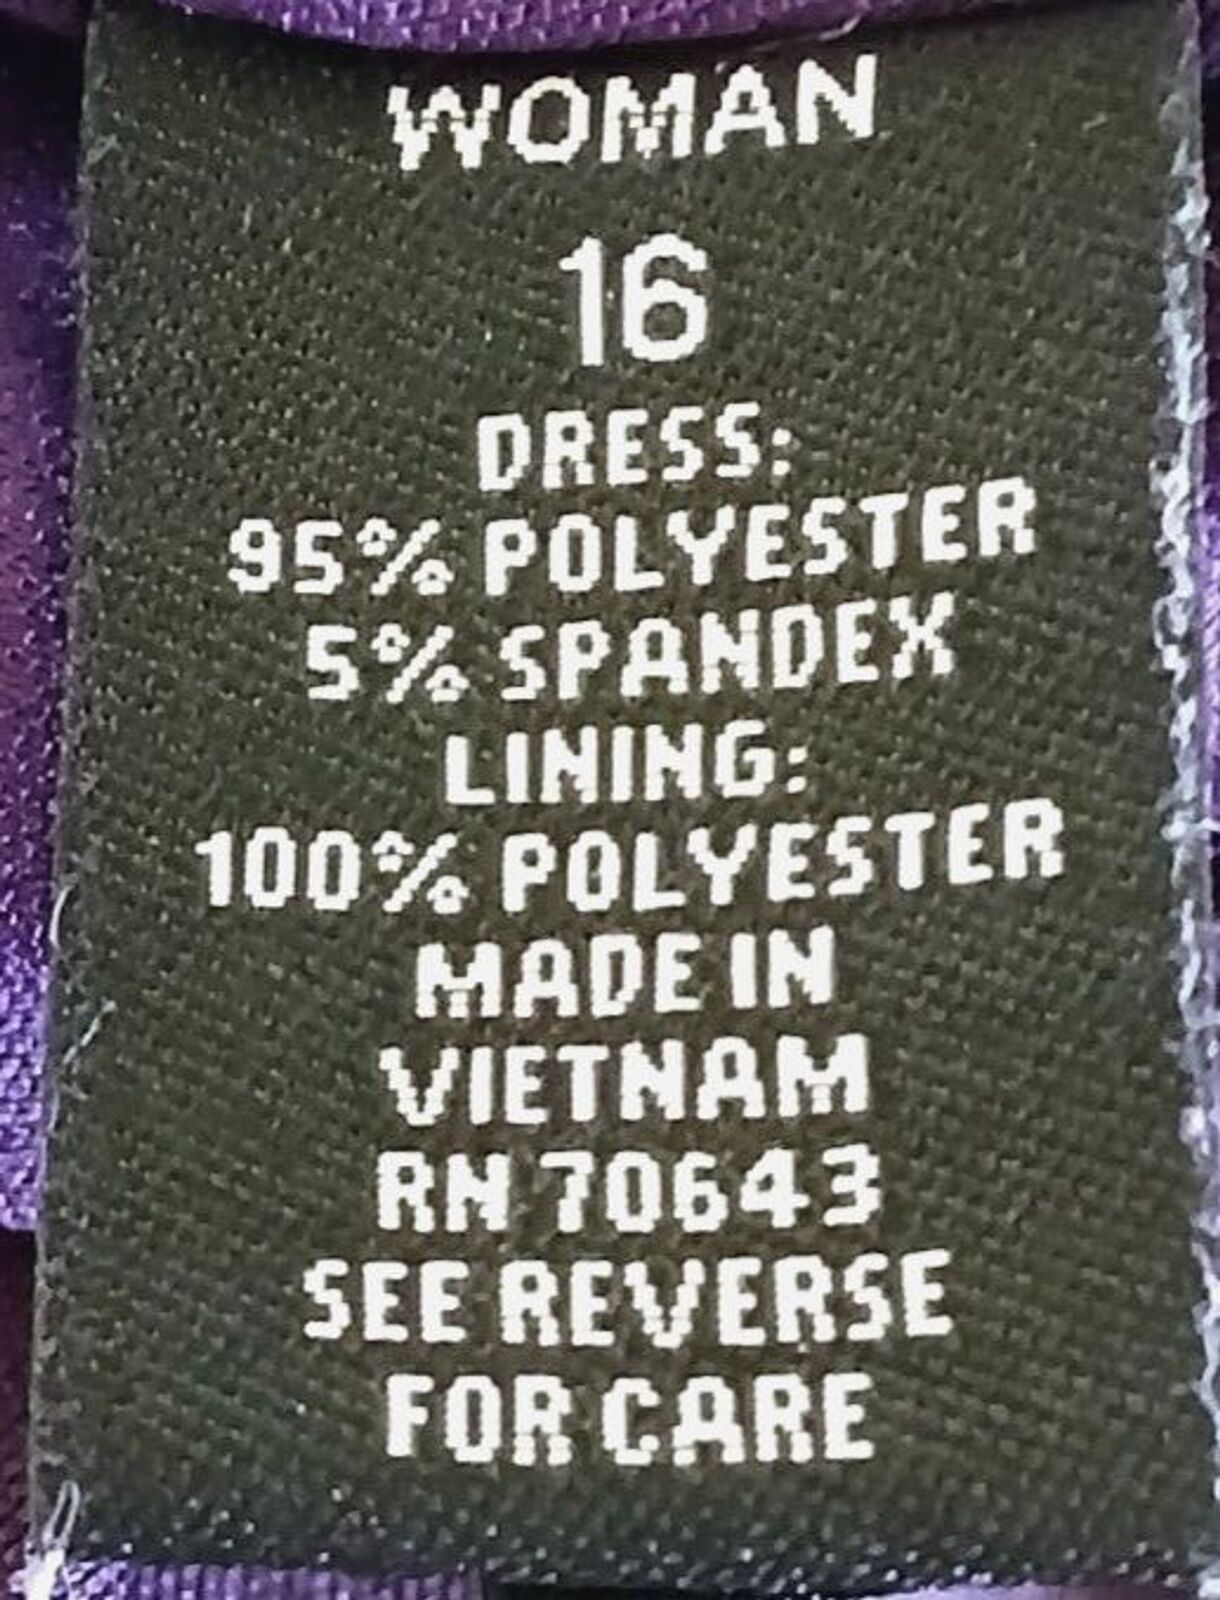 WOMAN
16
DRESS:
95% POLYESTER
5% SPANDEX
LINING:
100% POLYESTER
MADE IN
VIETNAM
RN 70643
SEE REVERSE
FOR CARE